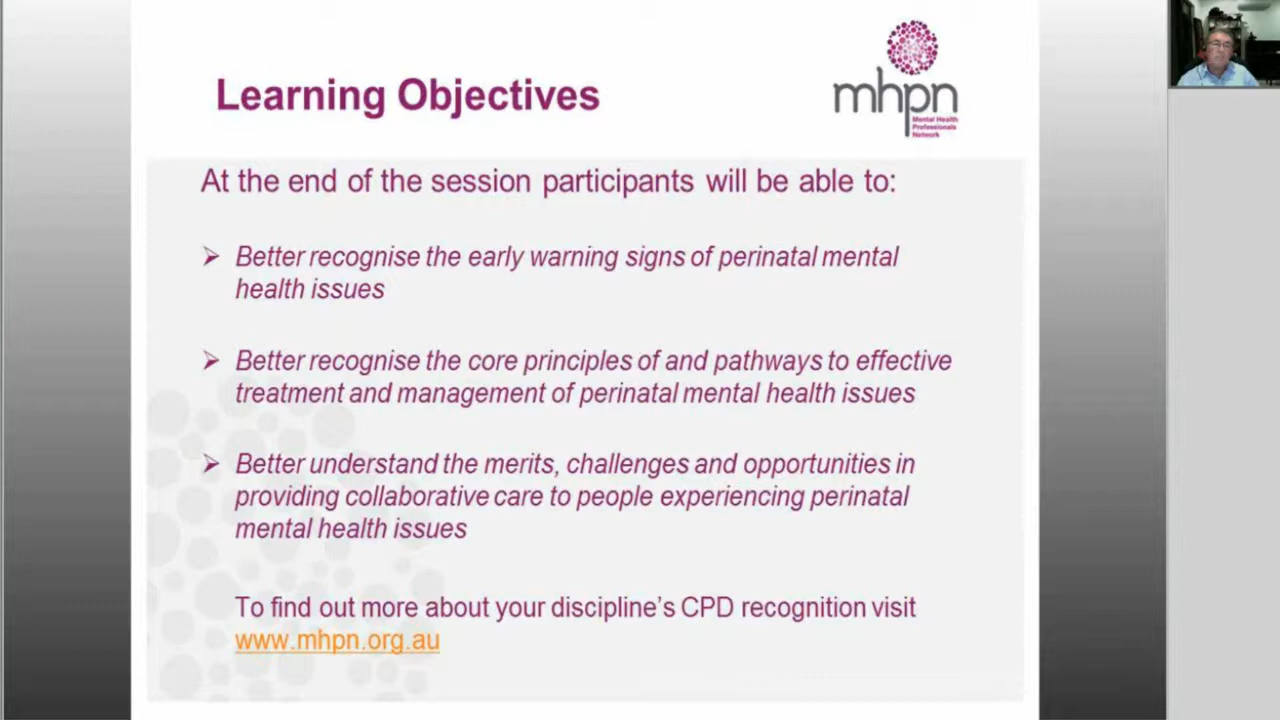 Learning Objectives
mhpn
Mental Health
Professionals
Network
At the end of the session participants will be able to:
Better recognise the early warning signs of perinatal mental
health issues
Better recognise the core principles of and pathways to effective
treatment and management of perinatal mental health issues
Better understand the merits, challenges and opportunities in
providing collaborative care to people experiencing perinatal
mental health issues
To find out more about your discipline's CPD recognition visit
www.mhpn.org.au